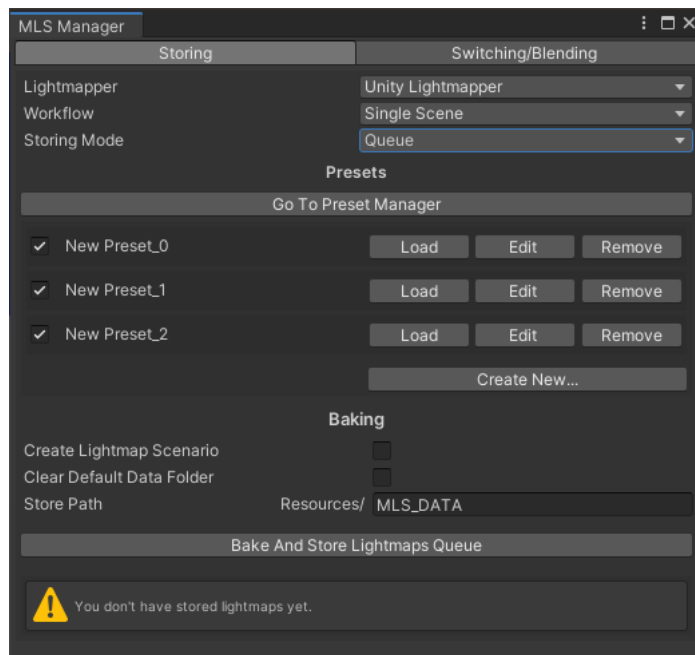 MLS Manager
Storing Switching/Blending
Lightmapper Unity Lightmapper
Workflow Single Scene
Storing Mode Queue
Presets
Go To Preset Manager
New Preset_0 Load Edit Remove
New Preset_1 Load Edit Remove
New Preset_2 Load Edit Remove
Create New...
Baking
Create Lightmap Scenario
Clear Default Data Folder
Store Path Resources/ MLS_DATA
Bake And Store Lightmaps Queue
You don't have stored lightmaps yet.